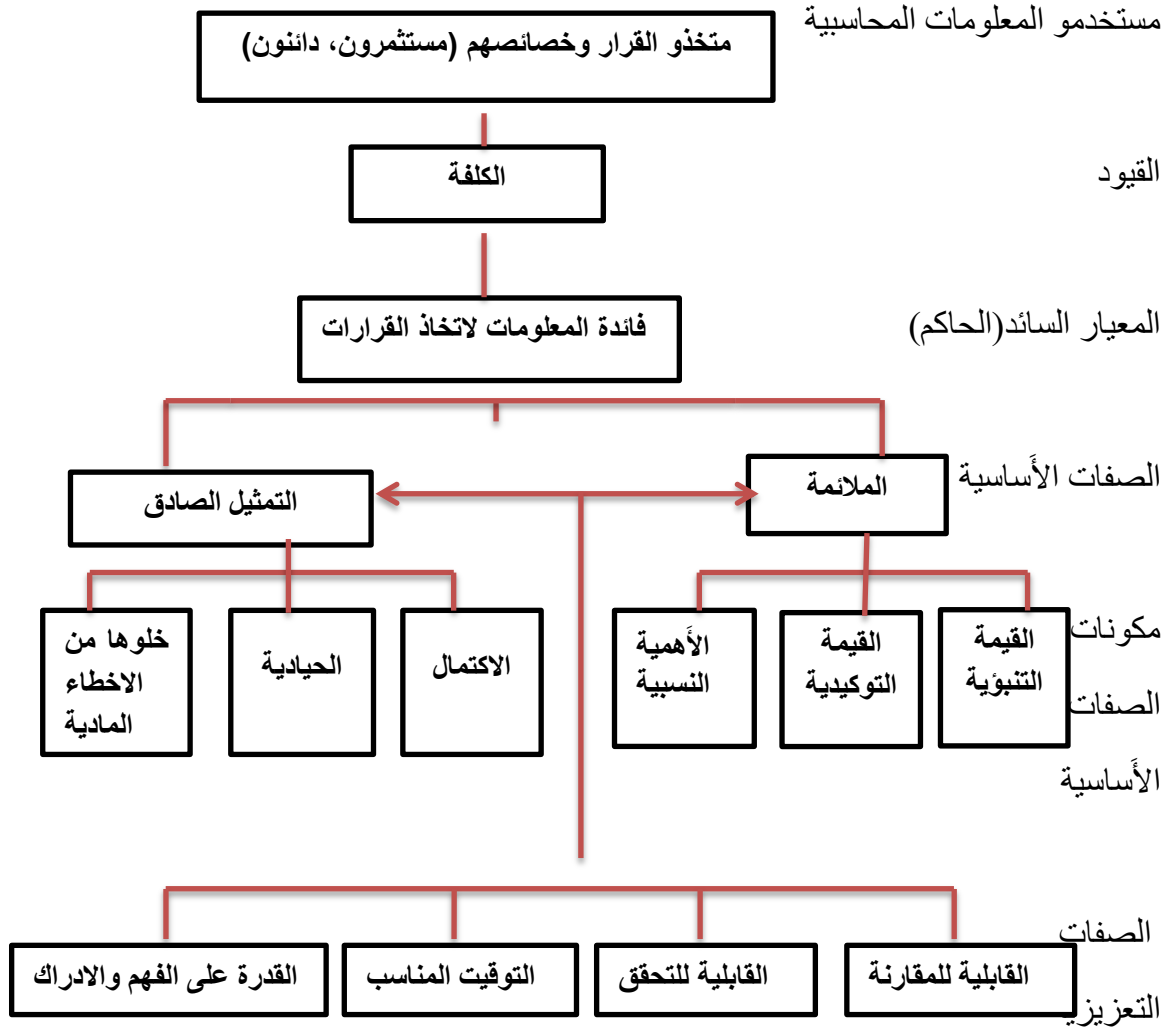 مستخدمو المعلومات المحاسبية
متخذو القرار وخصائصهم (مستثمرون، دائنون)
القيود
الكلفة
المعيار السائد(الحاكم)
فائدة المعلومات لاتخاذ القرارات
الصفات الأَساسية
الملائمة
التمثيل الصادق
مكونات
الصفات
الأَساسية
القيمة
التنبؤية
القيمة
التوكيدية
الأَهمية
النسبية
الاكتمال
الحيادية
خلوها من
الاخطاء
المادية
الصفات
التعزيزي
القابلية للمقارنة
القابلية للتحقق
التوقيت المناسب
القدرة على الفهم والادراك